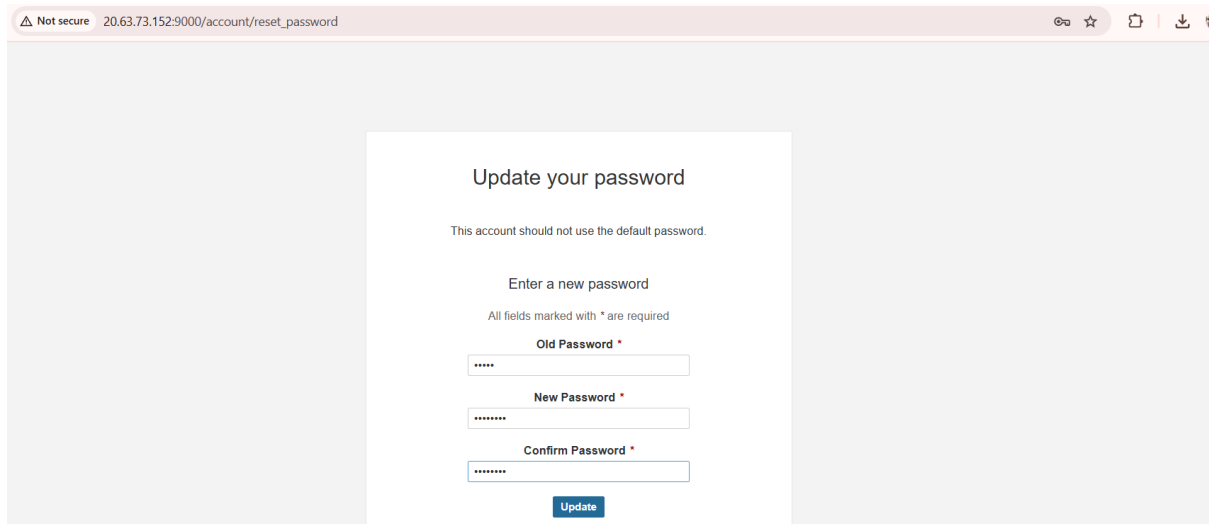 Not secure 20.63.73.152:9000/account/reset_password
Update your password
This account should not use the default password.
Enter a new password
All fields marked with * are required
Old Password *
•••••
New Password *
••••••••
Confirm Password *
••••••••
Update